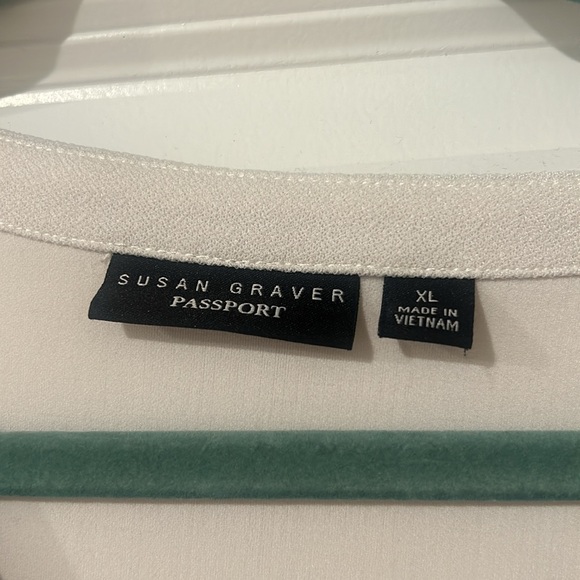 SUSAN GRAVER
PASSPORT
XL
MADE IN
VIETNAM